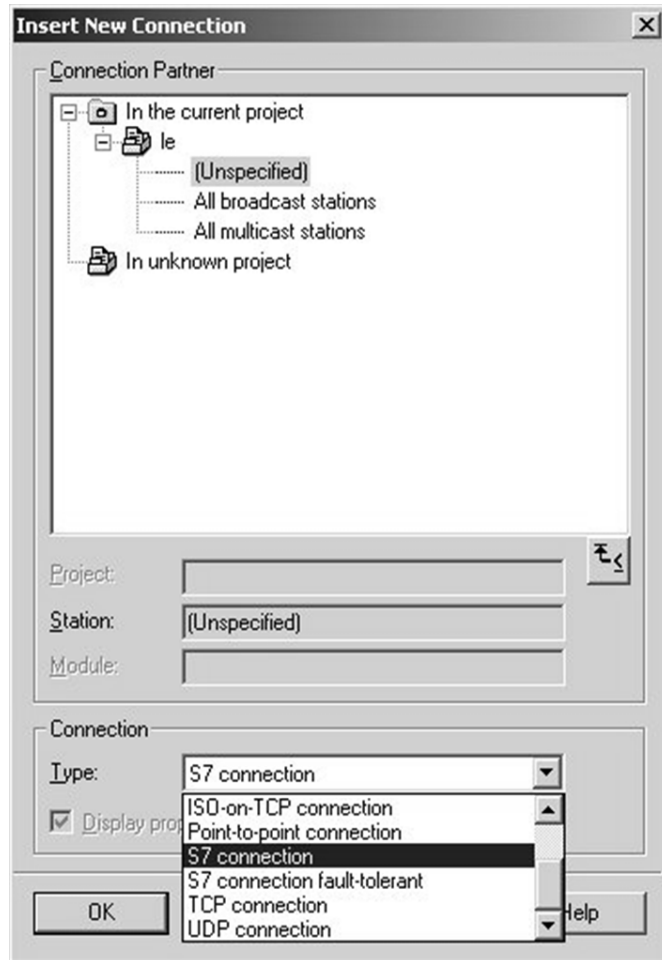 Insert New Connection
Connection Partner
In the current project
le
(Unspecified)
All broadcast stations
All multicast stations
In unknown project
Project:
Station: (Unspecified)
Module:
Connection
Type: S7 connection
Display prop
ISO-on-TCP connection
Point-to-point connection
S7 connection
S7 connection fault-tolerant
TCP connection
UDP connection
OK
Help